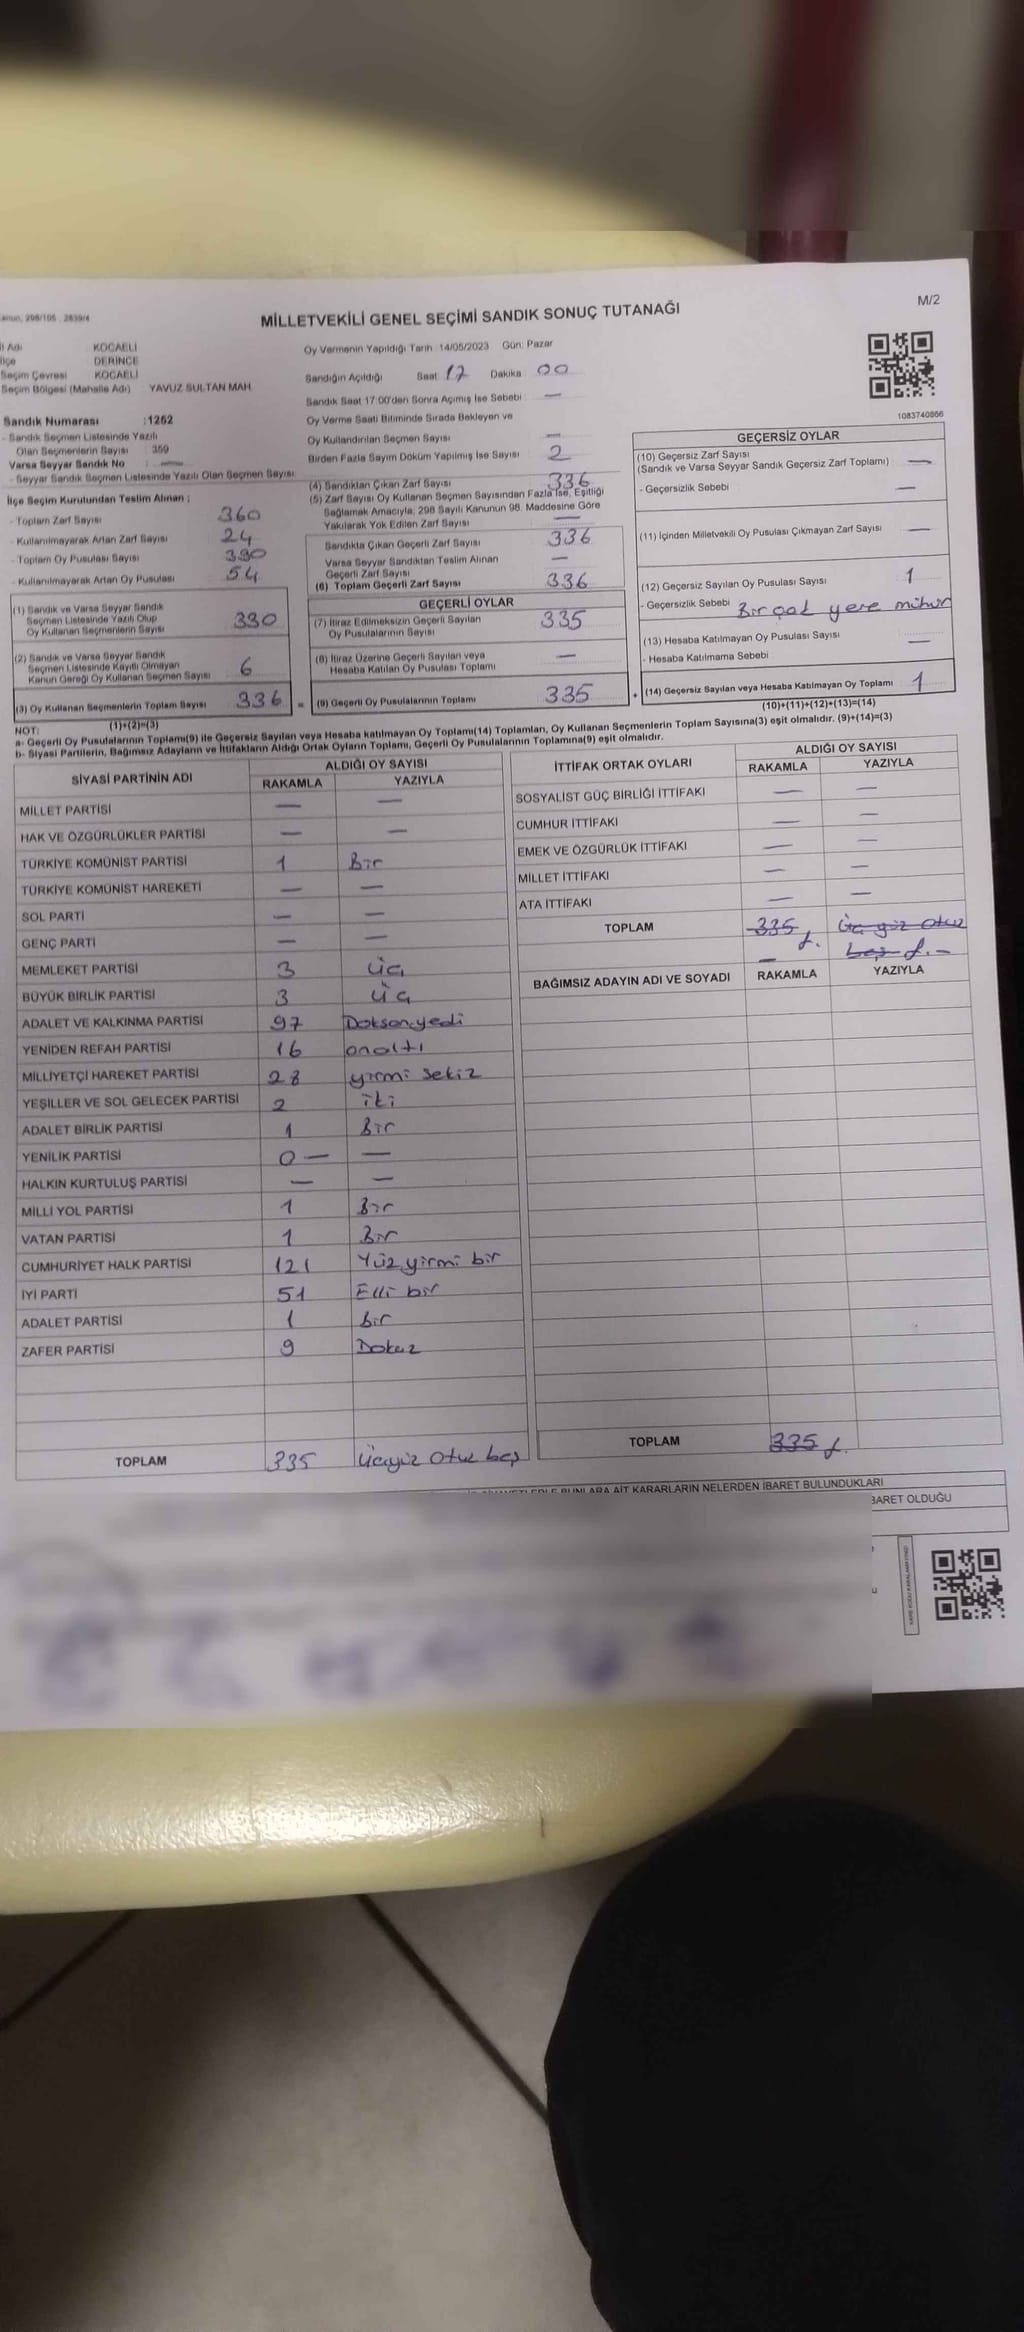 Kanun, 298/105 . 2839/4
MİLLETVEKİLİ GENEL SEÇİMİ SANDIK SONUÇ TUTANAĞI
M/2
İl Adı KOCAELİ
İlçe DERİNCE
Seçim Çevresi KOCAELİ
Seçim Bölgesi (Mahalle Adı) YAVUZ SULTAN MAH.
Oy Vermenin Yapıldığı Tarih 14/05/2023 Gün: Pazar
Sandığın Açıldığı Saat 17 Dakika 00
Sandık Saat 17:00'den Sonra Açımış İse Sebebi —
Oy Verme Saati Bitiminde Sırada Bekleyen ve
Oy Kullandırılan Seçmen Sayısı —
Birden Fazla Sayım Döküm Yapılmış İse Sayısı 2
1083740866
Sandık Numarası :1262
- Sandık Seçmen Listesinde Yazılı
Olan Seçmenlerin Sayısı : 359
Varsa Seyyar Sandık No : —
- Seyyar Sandık Seçmen Listesinde Yazılı Olan Seçmen Sayısı:
İlçe Seçim Kurulundan Teslim Alınan ;
- Toplam Zarf Sayısı 360
- Kullanılmayarak Artan Zarf Sayısı 24
- Toplam Oy Pusulası Sayısı 390
- Kullanılmayarak Artan Oy Pusulası 54
(1) Sandık ve Varsa Seyyar Sandık
Seçmen Listesinde Yazılı Olup
Oy Kullanan Seçmenlerin Sayısı 330
(2) Sandık ve Varsa Seyyar Sandık
Seçmen Listesinde Kayıtlı Olmayan
Kanun Gereği Oy Kullanan Seçmen Sayısı 6
(3) Oy Kullanan Seçmenlerin Toplam Sayısı 336 =
(1)+(2)=(3)
(4) Sandıktan Çıkan Zarf Sayısı 336
(5) Zarf Sayısı Oy Kullanan Seçmen Sayısından Fazla İse, Eşitliği
Sağlamak Amacıyla, 298 Sayılı Kanunun 98. Maddesine Göre
Yakılarak Yok Edilen Zarf Sayısı —
Sandıkta Çıkan Geçerli Zarf Sayısı 336
Varsa Seyyar Sandıktan Teslim Alınan
Geçerli Zarf Sayısı —
(6) Toplam Geçerli Zarf Sayısı 336
GEÇERLİ OYLAR
(7) İtiraz Edilmeksizin Geçerli Sayılan
Oy Pusulalarının Sayısı 335
(8) İtiraz Üzerine Geçerli Sayılan veya
Hesaba Katılan Oy Pusulası Toplamı —
(9) Geçerli Oy Pusulalarının Toplamı 335 +
GEÇERSİZ OYLAR
(10) Geçersiz Zarf Sayısı
(Sandık ve Varsa Seyyar Sandık Geçersiz Zarf Toplamı) —
- Geçersizlik Sebebi —
(11) İçinden Milletvekili Oy Pusulası Çıkmayan Zarf Sayısı —
(12) Geçersiz Sayılan Oy Pusulası Sayısı 1
- Geçersizlik Sebebi Bir çok yere mühür
(13) Hesaba Katılmayan Oy Pusulası Sayısı —
- Hesaba Katılmama Sebebi
(14) Geçersiz Sayılan veya Hesaba Katılmayan Oy Toplamı 1
(10)+(11)+(12)+(13)=(14)
NOT:
a- Geçerli Oy Pusulalarının Toplamı(9) ile Geçersiz Sayılan veya Hesaba katılmayan Oy Toplamı(14) Toplamları, Oy Kullanan Seçmenlerin Toplam Sayısına(3) eşit olmalıdır. (9)+(14)=(3)
b- Siyasi Partilerin, Bağımsız Adayların ve İttifakların Aldığı Ortak Oyların Toplamı, Geçerli Oy Pusulalarının Toplamına(9) eşit olmalıdır.
SİYASİ PARTİNİN ADI ALDIĞI OY SAYISI
RAKAMLA YAZIYLA
MİLLET PARTİSİ — —
HAK VE ÖZGÜRLÜKLER PARTİSİ — —
TÜRKİYE KOMÜNİST PARTİSİ 1 Bir
TÜRKİYE KOMÜNİST HAREKETİ — —
SOL PARTİ — —
GENÇ PARTİ — —
MEMLEKET PARTİSİ 3 Üç
BÜYÜK BİRLİK PARTİSİ 3 Üç
ADALET VE KALKINMA PARTİSİ 97 Doksanyedi
YENİDEN REFAH PARTİSİ 16 onaltı
MİLLİYETÇİ HAREKET PARTİSİ 28 yirmi sekiz
YEŞİLLER VE SOL GELECEK PARTİSİ 2 iki
ADALET BİRLİK PARTİSİ 1 Bir
YENİLİK PARTİSİ 0 — —
HALKIN KURTULUŞ PARTİSİ — —
MİLLİ YOL PARTİSİ 1 Bir
VATAN PARTİSİ 1 Bir
CUMHURİYET HALK PARTİSİ 121 Yüz yirmi bir
İYİ PARTİ 51 Elli bir
ADALET PARTİSİ 1 bir
ZAFER PARTİSİ 9 Dokuz
TOPLAM 335 Üçyüz otuz beş
İTTİFAK ORTAK OYLARI ALDIĞI OY SAYISI
RAKAMLA YAZIYLA
SOSYALİST GÜÇ BİRLİĞİ İTTİFAKI — —
CUMHUR İTTİFAKI — —
EMEK VE ÖZGÜRLÜK İTTİFAKI — —
MİLLET İTTİFAKI — —
ATA İTTİFAKI — —
TOPLAM 335 Üç yüz otuz
— beş —
BAĞIMSIZ ADAYIN ADI VE SOYADI RAKAMLA YAZIYLA
TOPLAM 335
BUNLARA AİT KARARLARIN NELERDEN İBARET BULUNDUKLARI
BARET OLDUĞU